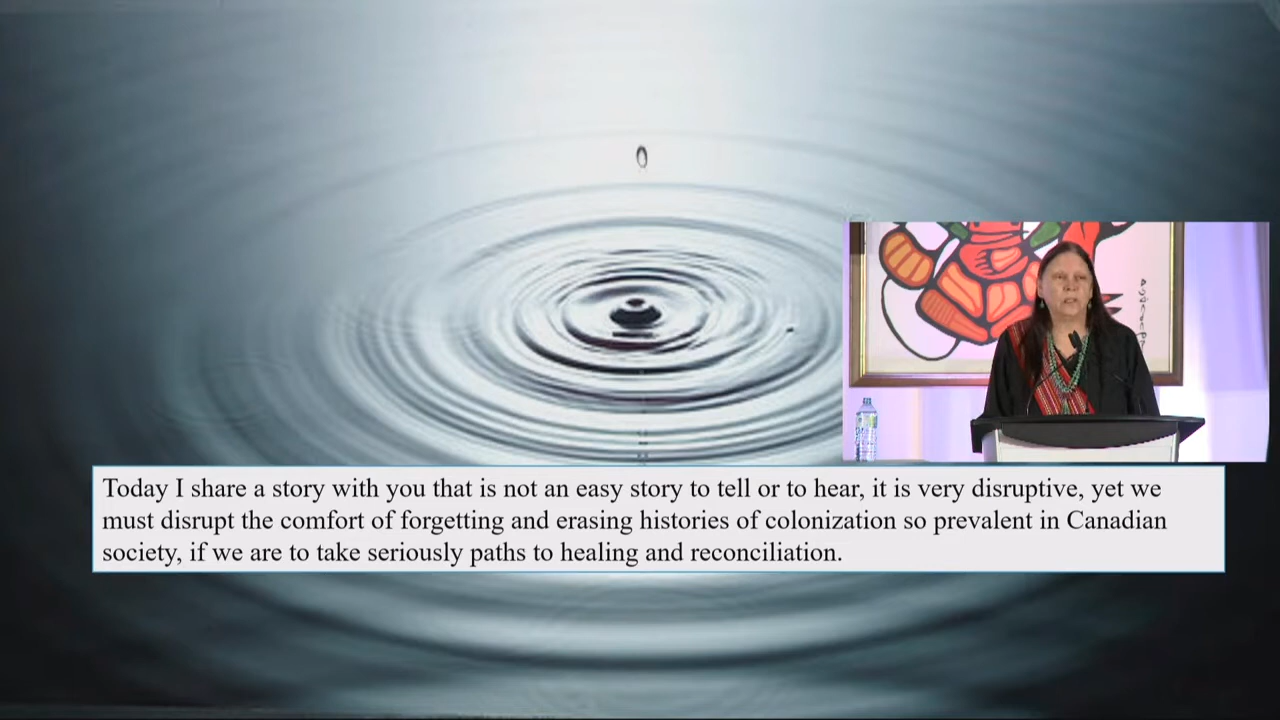 Today I share a story with you that is not an easy story to tell or to hear, it is very disruptive, yet we
must disrupt the comfort of forgetting and erasing histories of colonization so prevalent in Canadian
society, if we are to take seriously paths to healing and reconciliation.